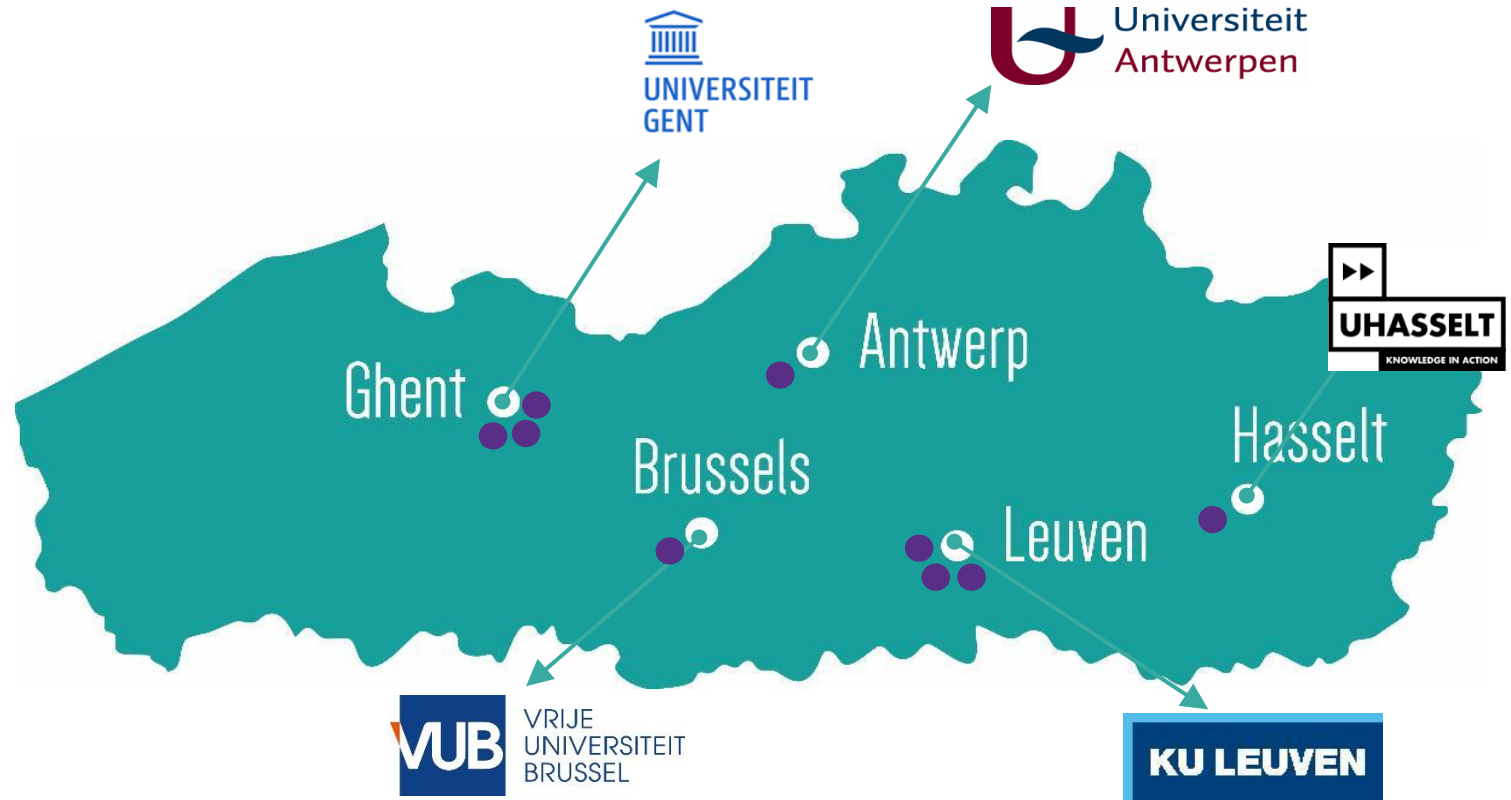 UNIVERSITEIT
GENT
Universiteit
Antwerpen
UHASSELT
KNOWLEDGE IN ACTION
Antwerp
Ghent
Hasselt
Brussels
Leuven
VUB
VRIJE
UNIVERSITEIT
BRUSSEL
KU LEUVEN